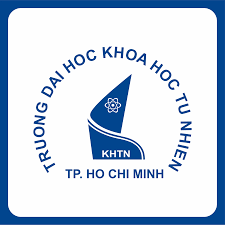 TRUONG DAI HOC KHOA HOC TU NHIEN
KHTN
TP. HO CHI MINH